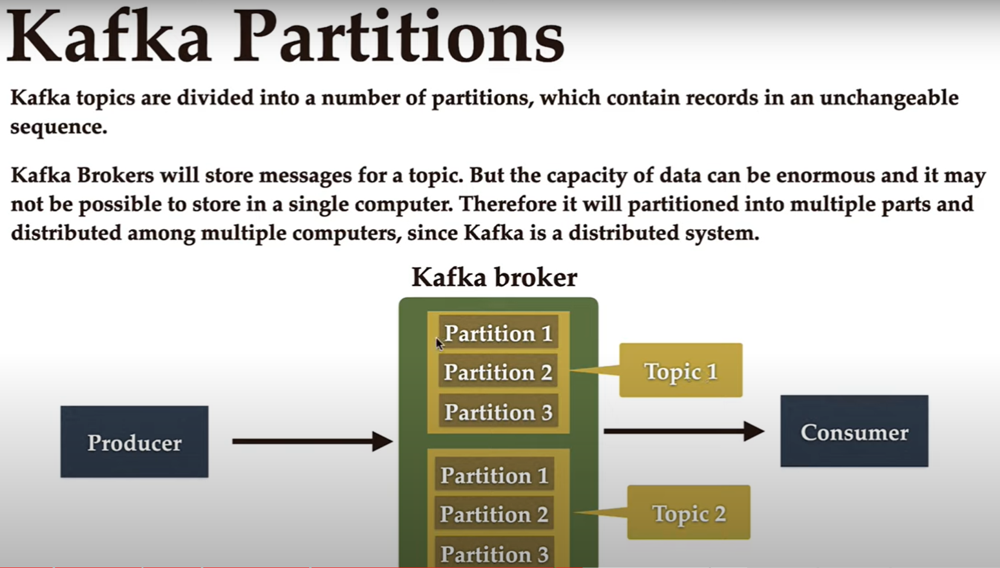 Kafka Partitions
Kafka topics are divided into a number of partitions, which contain records in an unchangeable
sequence.
Kafka Brokers will store messages for a topic. But the capacity of data can be enormous and it may
not be possible to store in a single computer. Therefore it will partitioned into multiple parts and
distributed among multiple computers, since Kafka is a distributed system.
Kafka broker
Partition 1
Partition 2
Partition 3
Topic 1
Producer
Consumer
Partition 1
Partition 2
Partition 3
Topic 2